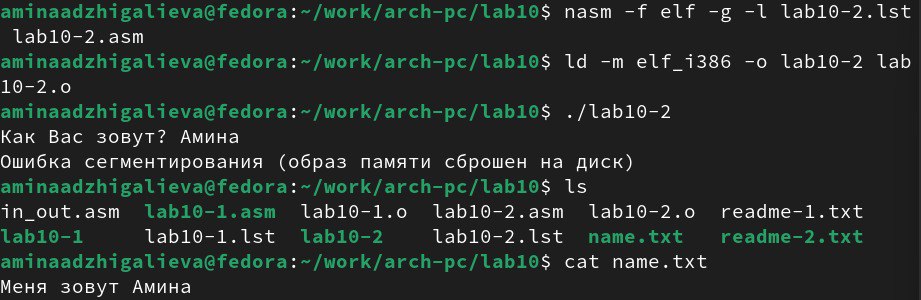 aminaadzhigalieva@fedora:~/work/arch-pc/lab10$ nasm -f elf -g -l lab10-2.lst
 lab10-2.asm
aminaadzhigalieva@fedora:~/work/arch-pc/lab10$ ld -m elf_i386 -o lab10-2 lab
10-2.o
aminaadzhigalieva@fedora:~/work/arch-pc/lab10$ ./lab10-2
Как Вас зовут? Амина
Ошибка сегментирования (образ памяти сброшен на диск)
aminaadzhigalieva@fedora:~/work/arch-pc/lab10$ ls
in_out.asm  lab10-1.asm  lab10-1.o  lab10-2.asm  lab10-2.o  readme-1.txt
lab10-1     lab10-1.lst  lab10-2    lab10-2.lst  name.txt   readme-2.txt
aminaadzhigalieva@fedora:~/work/arch-pc/lab10$ cat name.txt
Меня зовут Амина